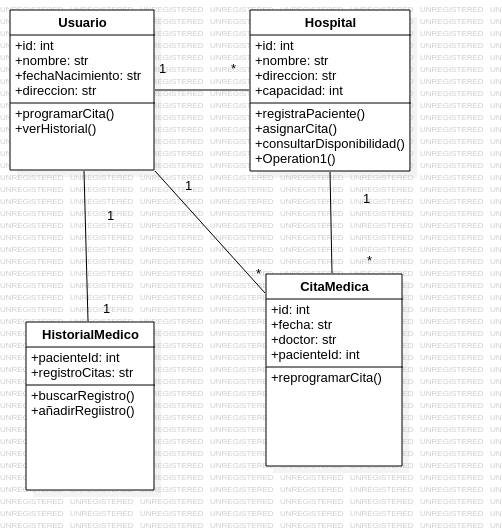 Usuario
+id: int
+nombre: str
+fechaNacimiento: str
+direccion: str
+programarCita()
+verHistorial()
Hospital
+id: int
+nombre: str
+direccion: str
+capacidad: int
+registraPaciente()
+asignarCita()
+consultarDisponibilidad()
+Operation1()
1
*
1
1
*
1
*
1
HistorialMedico
+pacienteId: int
+registroCitas: str
+buscarRegistro()
+añadirRegiistro()
CitaMedica
+id: int
+fecha: str
+doctor: str
+pacienteId: int
+reprogramarCita()
UNREGISTERED